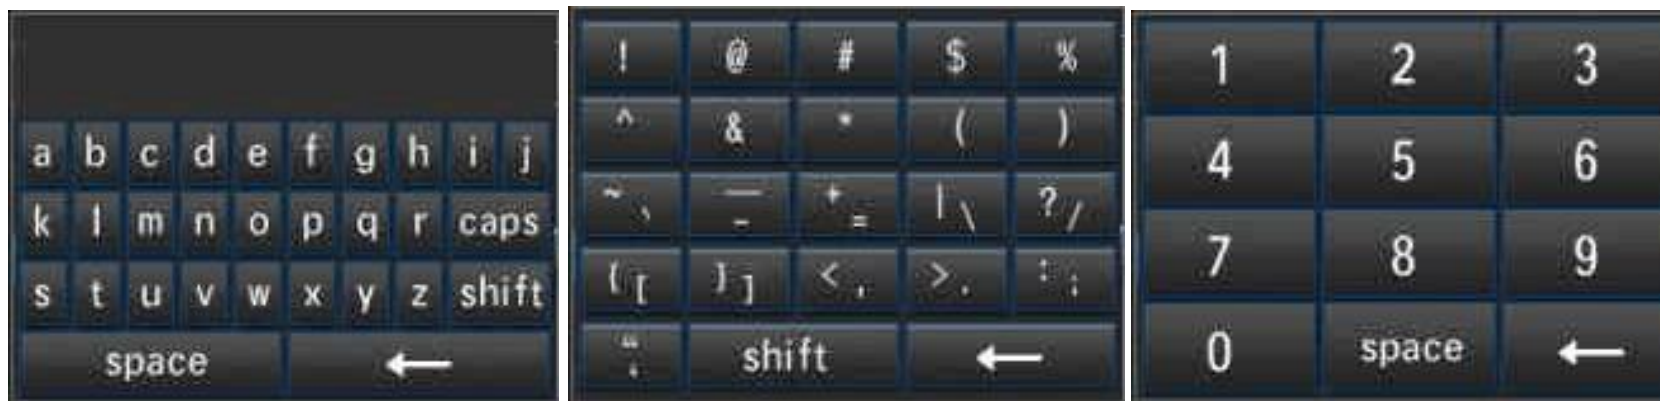 a b c d e f g h i j
k l m n o p q r caps
s t u v w x y z shift
space ←
! @ # $ %
^ & * ( )
~ ` — - + = | \ ? /
{ [ } ] < , > . : ;
“ ‘ shift ←
1 2 3
4 5 6
7 8 9
0 space ←